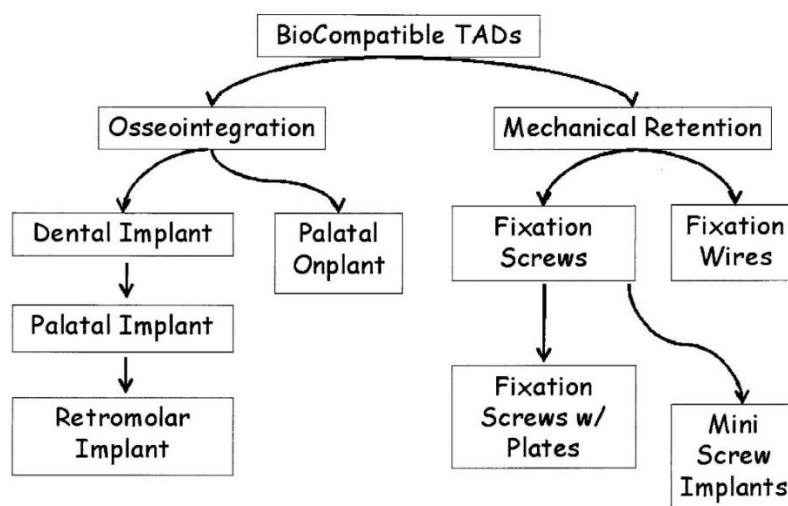 BioCompatible TADs
Osseointegration
Mechanical Retention
Dental Implant
Palatal
Onplant
Fixation
Screws
Fixation
Wires
Palatal Implant
Retromolar
Implant
Fixation
Screws w/
Plates
Mini
Screw
Implants